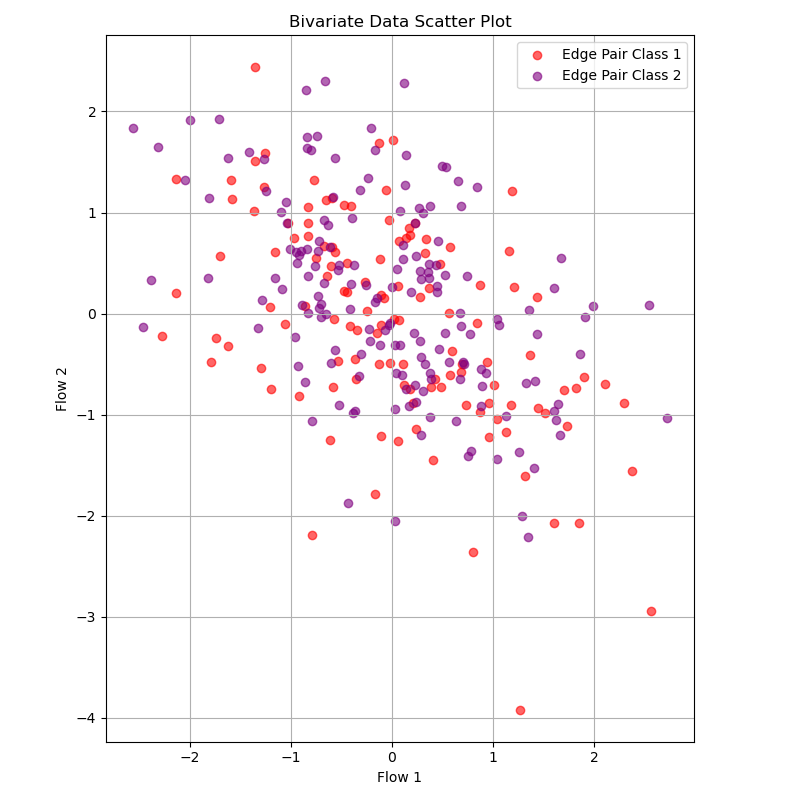 Bivariate Data Scatter Plot
Edge Pair Class 1
Edge Pair Class 2
2
1
0
−1
−2
−3
−4
Flow 2
−2
−1
0
1
2
Flow 1